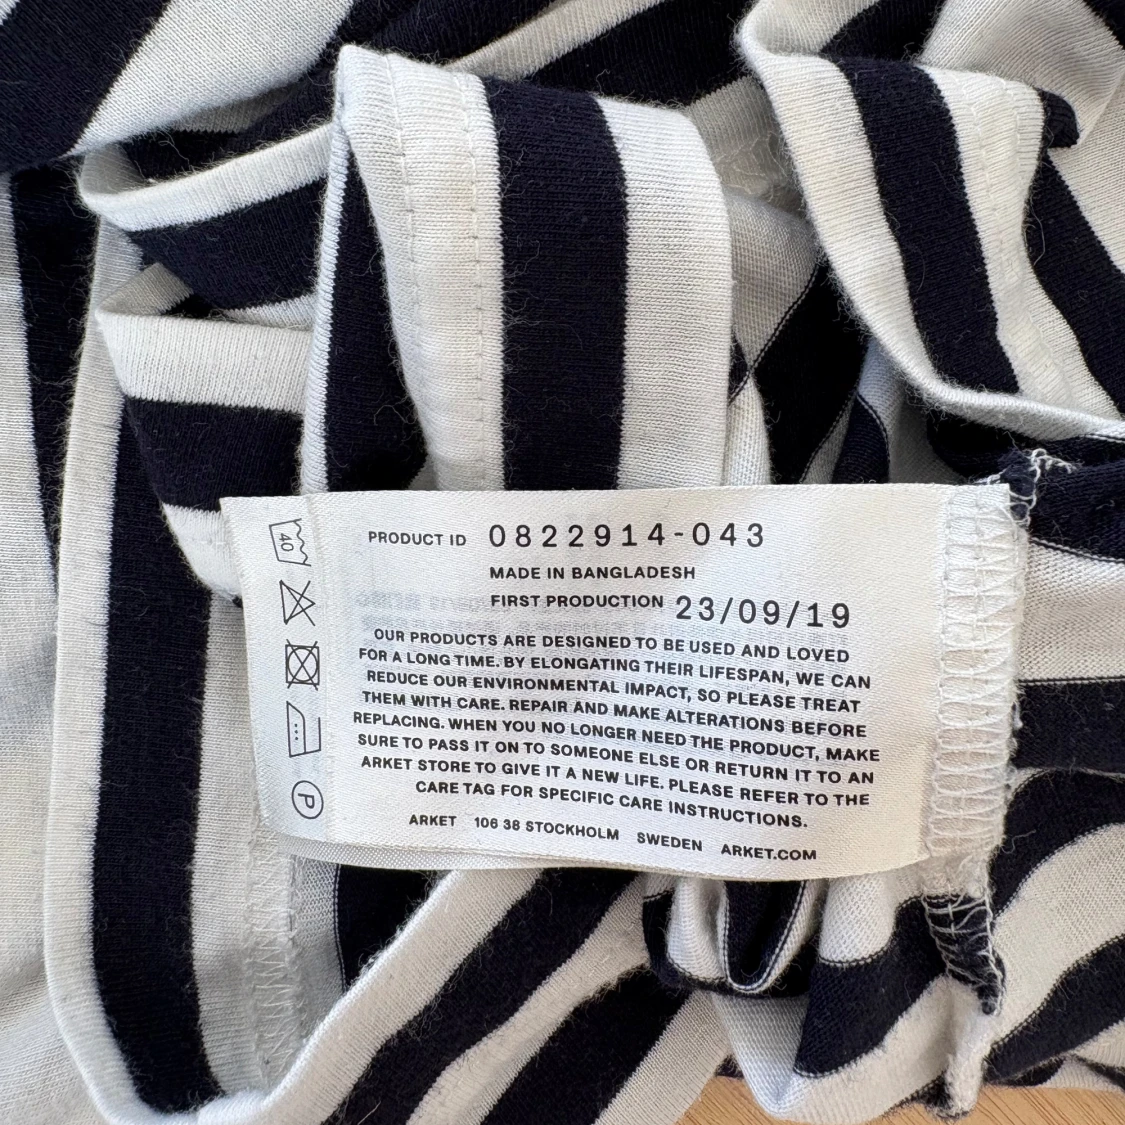 PRODUCT ID 0822914-043
MADE IN BANGLADESH
FIRST PRODUCTION 23/09/19
OUR PRODUCTS ARE DESIGNED TO BE USED AND LOVED
FOR A LONG TIME. BY ELONGATING THEIR LIFESPAN, WE CAN
REDUCE OUR ENVIRONMENTAL IMPACT, SO PLEASE TREAT
THEM WITH CARE. REPAIR AND MAKE ALTERATIONS BEFORE
REPLACING. WHEN YOU NO LONGER NEED THE PRODUCT, MAKE
SURE TO PASS IT ON TO SOMEONE ELSE OR RETURN IT TO AN
ARKET STORE TO GIVE IT A NEW LIFE. PLEASE REFER TO THE
CARE TAG FOR SPECIFIC CARE INSTRUCTIONS.
ARKET 106 38 STOCKHOLM SWEDEN ARKET.COM
40
P